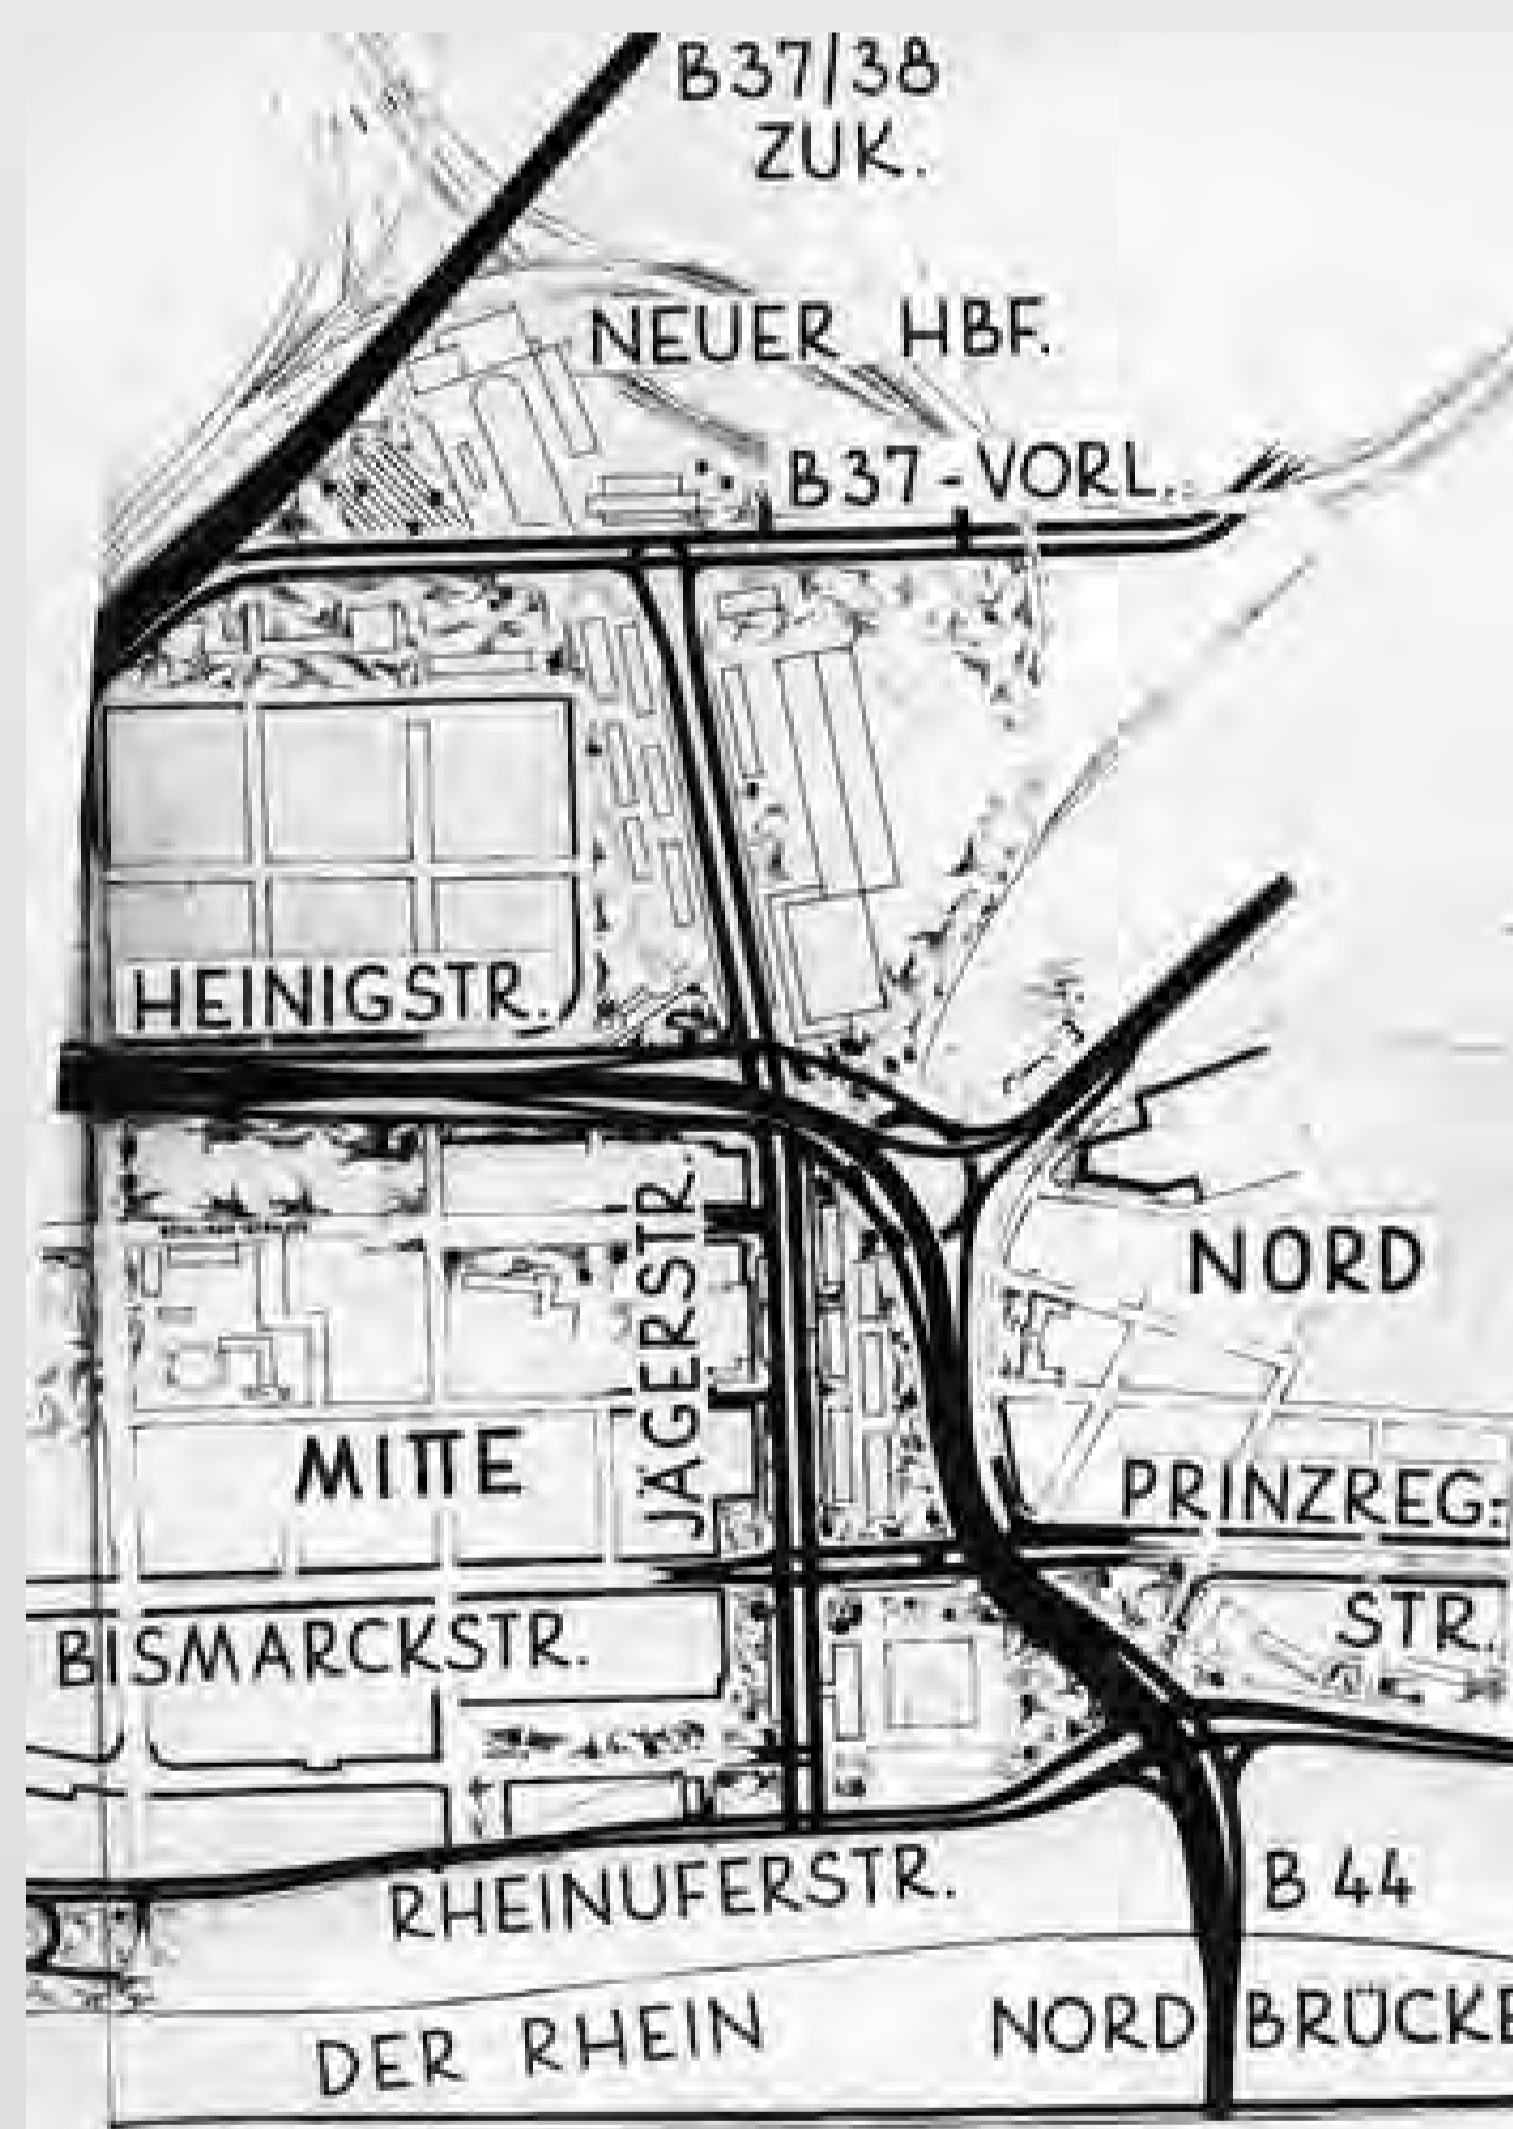 B37/38
ZUK.
NEUER HBF.
B37-VORL.
HEINIGSTR.
JÄGERSTR.
NORD
MITTE
PRINZREG:
STR.
BISMARCKSTR.
RHEINUFERSTR.
B 44
DER RHEIN
NORD BRÜCKE